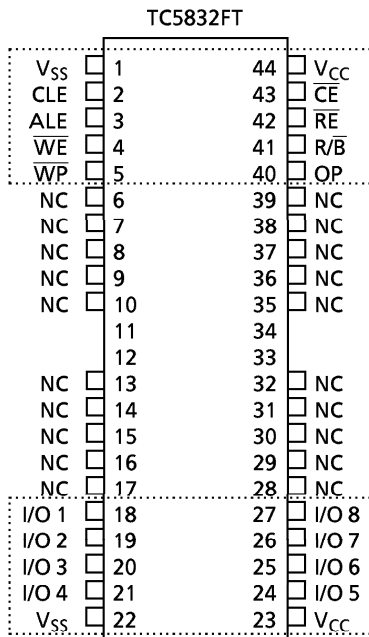 TC5832FT
VSS 1 44 VCC
CLE 2 43 C̅E̅
ALE 3 42 R̅E̅
W̅E̅ 4 41 R/B̅
W̅P̅ 5 40 OP
NC 6 39 NC
NC 7 38 NC
NC 8 37 NC
NC 9 36 NC
NC 10 35 NC
11 34
12 33
NC 13 32 NC
NC 14 31 NC
NC 15 30 NC
NC 16 29 NC
NC 17 28 NC
I/O 1 18 27 I/O 8
I/O 2 19 26 I/O 7
I/O 3 20 25 I/O 6
I/O 4 21 24 I/O 5
VSS 22 23 VCC